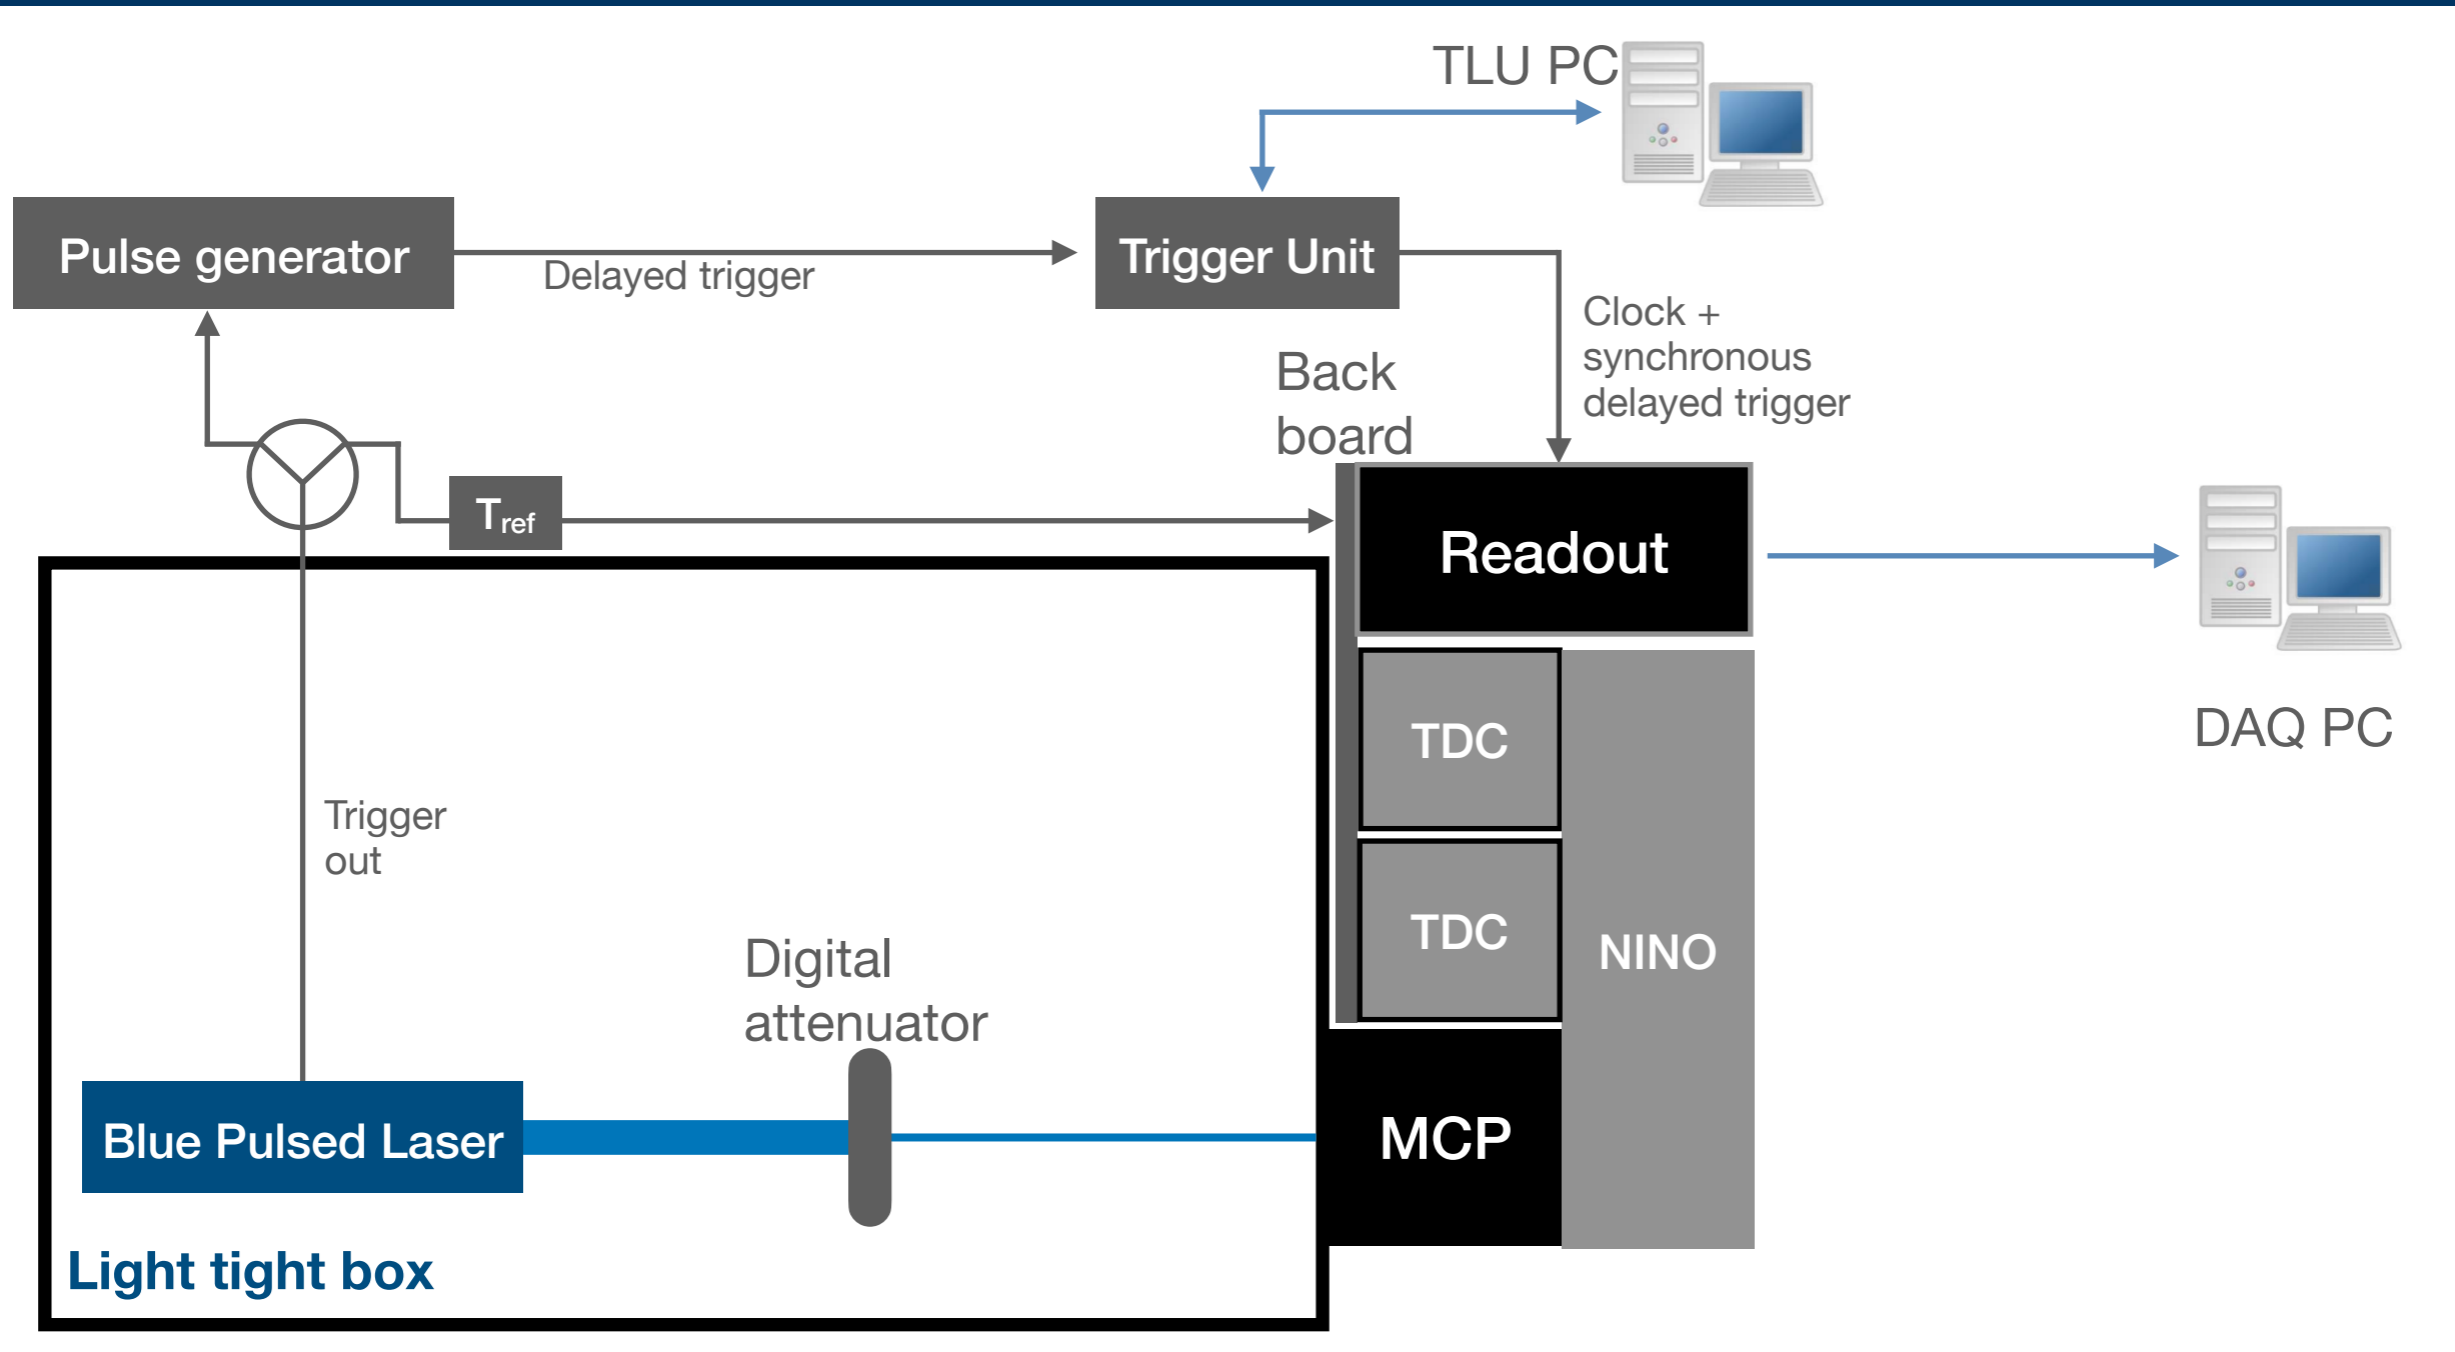 TLU PC
Pulse generator
Delayed trigger
Trigger Unit
Clock +
synchronous
delayed trigger
Back
board
Tref
Readout
TDC
DAQ PC
Trigger
out
TDC
NINO
Digital
attenuator
Blue Pulsed Laser
MCP
Light tight box